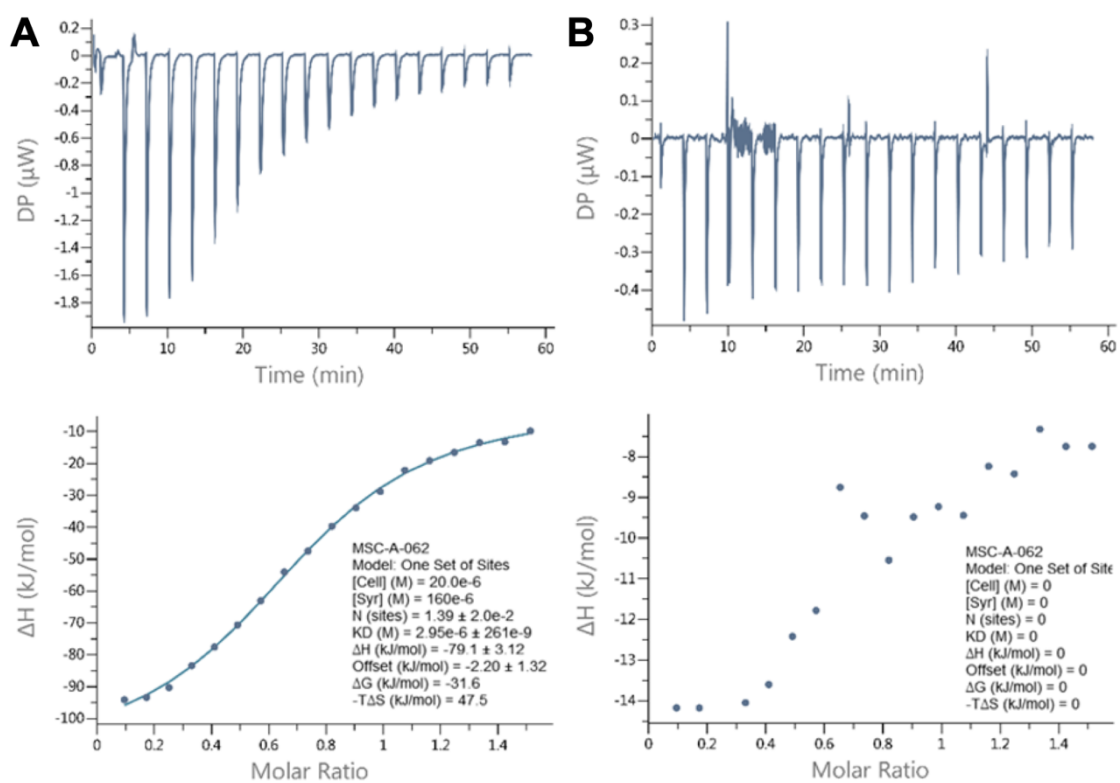 A
0.2
0
-0.2
-0.4
-0.6
-0.8
-1
-1.2
-1.4
-1.6
-1.8
DP (µW)
0 10 20 30 40 50 60
Time (min)
B
0.3
0.2
0.1
0
-0.1
-0.2
-0.3
-0.4
DP (µW)
0 10 20 30 40 50 60
Time (min)
-10
-20
-30
-40
-50
-60
-70
-80
-90
-100
ΔH (kJ/mol)
MSC-A-062
Model: One Set of Sites
[Cell] (M) = 20.0e-6
[Syr] (M) = 160e-6
N (sites) = 1.39 ± 2.0e-2
KD (M) = 2.95e-6 ± 261e-9
ΔH (kJ/mol) = -79.1 ± 3.12
Offset (kJ/mol) = -2.20 ± 1.32
ΔG (kJ/mol) = -31.6
-TΔS (kJ/mol) = 47.5
0 0.2 0.4 0.6 0.8 1 1.2 1.4
Molar Ratio
-8
-9
-10
-11
-12
-13
-14
ΔH (kJ/mol)
MSC-A-062
Model: One Set of Site
[Cell] (M) = 0
[Syr] (M) = 0
N (sites) = 0
KD (M) = 0
ΔH (kJ/mol) = 0
Offset (kJ/mol) = 0
ΔG (kJ/mol) = 0
-TΔS (kJ/mol) = 0
0 0.2 0.4 0.6 0.8 1 1.2 1.4
Molar Ratio